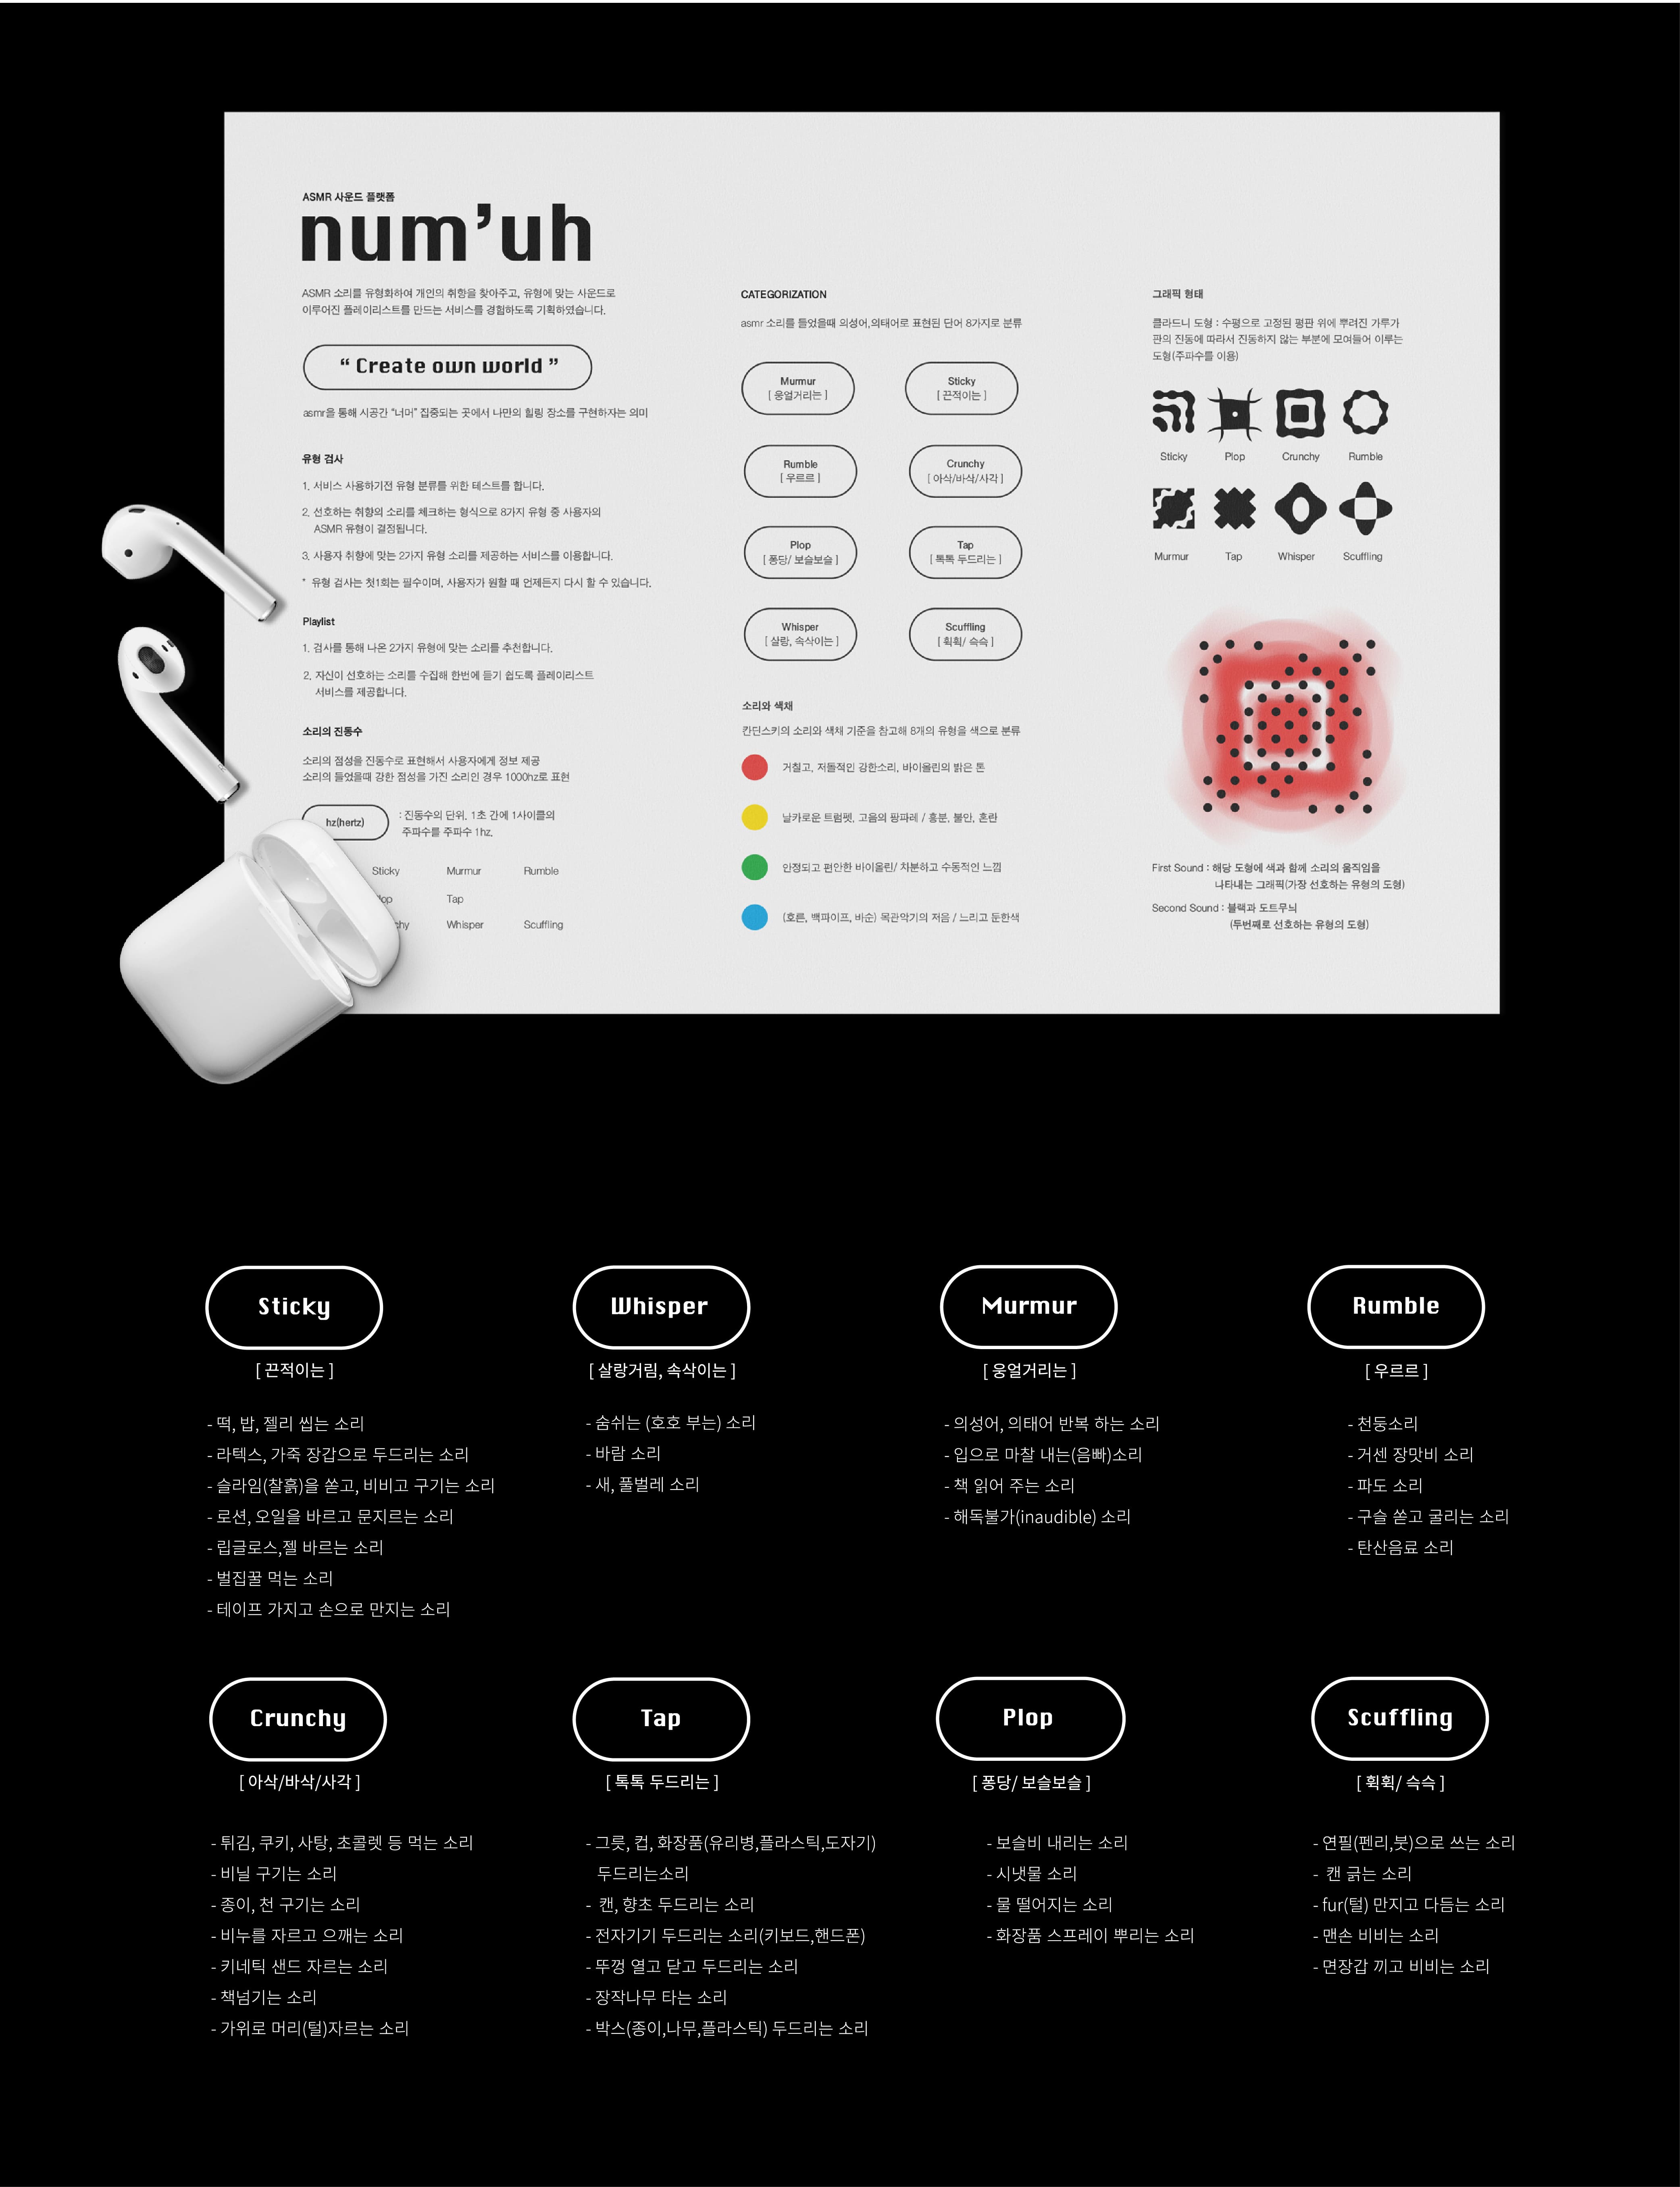 ASMR 사운드 플랫폼
num’uh
ASMR 소리를 유형화하여 개인의 취향을 찾아주고, 유형에 맞는 사운드로
이루어진 플레이리스트를 만드는 서비스를 경험하도록 기획하였습니다.
“ Create own world ”
asmr을 통해 시공간 “너머” 집중되는 곳에서 나만의 힐링 장소를 구현하자는 의미
유형 검사
1. 서비스 사용하기전 유형 분류를 위한 테스트를 합니다.
2. 선호하는 취향의 소리를 체크하는 형식으로 8가지 유형 중 사용자의
ASMR 유형이 결정됩니다.
3. 사용자 취향에 맞는 2가지 유형 소리를 제공하는 서비스를 이용합니다.
* 유형 검사는 첫1회는 필수이며, 사용자가 원할 때 언제든지 다시 할 수 있습니다.
Playlist
1. 검사를 통해 나온 2가지 유형에 맞는 소리를 추천합니다.
2. 자신이 선호하는 소리를 수집해 한번에 듣기 쉽도록 플레이리스트
서비스를 제공합니다.
소리의 진동수
소리의 점성을 진동수로 표현해서 사용자에게 정보 제공
소리의 들었을때 강한 점성을 가진 소리인 경우 1000hz로 표현
hz(hertz)
: 진동수의 단위, 1초 간에 1사이클의
주파수를 주파수 1hz.
Sticky Murmur Rumble
Tap
Whisper Scuffling
CATEGORIZATION
asmr 소리를 들었을때 의성어,의태어로 표현된 단어 8가지로 분류
Murmur
[ 웅얼거리는 ]
Sticky
[ 끈적이는 ]
Rumble
[ 우르르 ]
Crunchy
[ 아삭/바삭/사각 ]
Plop
[ 퐁당/ 보슬보슬 ]
Tap
[ 톡톡 두드리는 ]
Whisper
[ 살랑, 속삭이는 ]
Scuffling
[ 휙휙/ 슥슥 ]
소리와 색채
칸딘스키의 소리와 색채 기준을 참고해 8개의 유형을 색으로 분류
거칠고, 저돌적인 강한소리, 바이올린의 밝은 톤
날카로운 트럼펫, 고음의 팡파레 / 흥분, 불안, 혼란
안정되고 편안한 바이올린/ 차분하고 수동적인 느낌
(호른, 백파이프, 바순) 목관악기의 저음 / 느리고 둔한색
그래픽 형태
클라드니 도형 : 수평으로 고정된 평판 위에 뿌려진 가루가
판의 진동에 따라서 진동하지 않는 부분에 모여들어 이루는
도형(주파수를 이용)
Sticky Plop Crunchy Rumble
Murmur Tap Whisper Scuffling
First Sound : 해당 도형에 색과 함께 소리의 움직임을
나타내는 그래픽(가장 선호하는 유형의 도형)
Second Sound : 블랙과 도트무늬
(두번째로 선호하는 유형의 도형)
Sticky
[ 끈적이는 ]
- 떡, 밥, 젤리 씹는 소리
- 라텍스, 가죽 장갑으로 두드리는 소리
- 슬라임(찰흙)을 쏟고, 비비고 구기는 소리
- 로션, 오일을 바르고 문지르는 소리
- 립글로스,젤 바르는 소리
- 벌집꿀 먹는 소리
- 테이프 가지고 손으로 만지는 소리
Whisper
[ 살랑거림, 속삭이는 ]
- 숨쉬는 (호호 부는) 소리
- 바람 소리
- 새, 풀벌레 소리
Murmur
[ 웅얼거리는 ]
- 의성어, 의태어 반복 하는 소리
- 입으로 마찰 내는(음빠)소리
- 책 읽어 주는 소리
- 해독불가(inaudible) 소리
Rumble
[ 우르르 ]
- 천둥소리
- 거센 장맛비 소리
- 파도 소리
- 구슬 쏟고 굴리는 소리
- 탄산음료 소리
Crunchy
[ 아삭/바삭/사각 ]
- 튀김, 쿠키, 사탕, 초콜렛 등 먹는 소리
- 비닐 구기는 소리
- 종이, 천 구기는 소리
- 비누를 자르고 으깨는 소리
- 키네틱 샌드 자르는 소리
- 책넘기는 소리
- 가위로 머리(털)자르는 소리
Tap
[ 톡톡 두드리는 ]
- 그릇, 컵, 화장품(유리병,플라스틱,도자기)
두드리는소리
- 캔, 향초 두드리는 소리
- 전자기기 두드리는 소리(키보드,핸드폰)
- 뚜껑 열고 닫고 두드리는 소리
- 장작나무 타는 소리
- 박스(종이,나무,플라스틱) 두드리는 소리
Plop
[ 퐁당/ 보슬보슬 ]
- 보슬비 내리는 소리
- 시냇물 소리
- 물 떨어지는 소리
- 화장품 스프레이 뿌리는 소리
Scuffling
[ 휙휙/ 슥슥 ]
- 연필(펜리,붓)으로 쓰는 소리
- 캔 긁는 소리
- fur(털) 만지고 다듬는 소리
- 맨손 비비는 소리
- 면장갑 끼고 비비는 소리